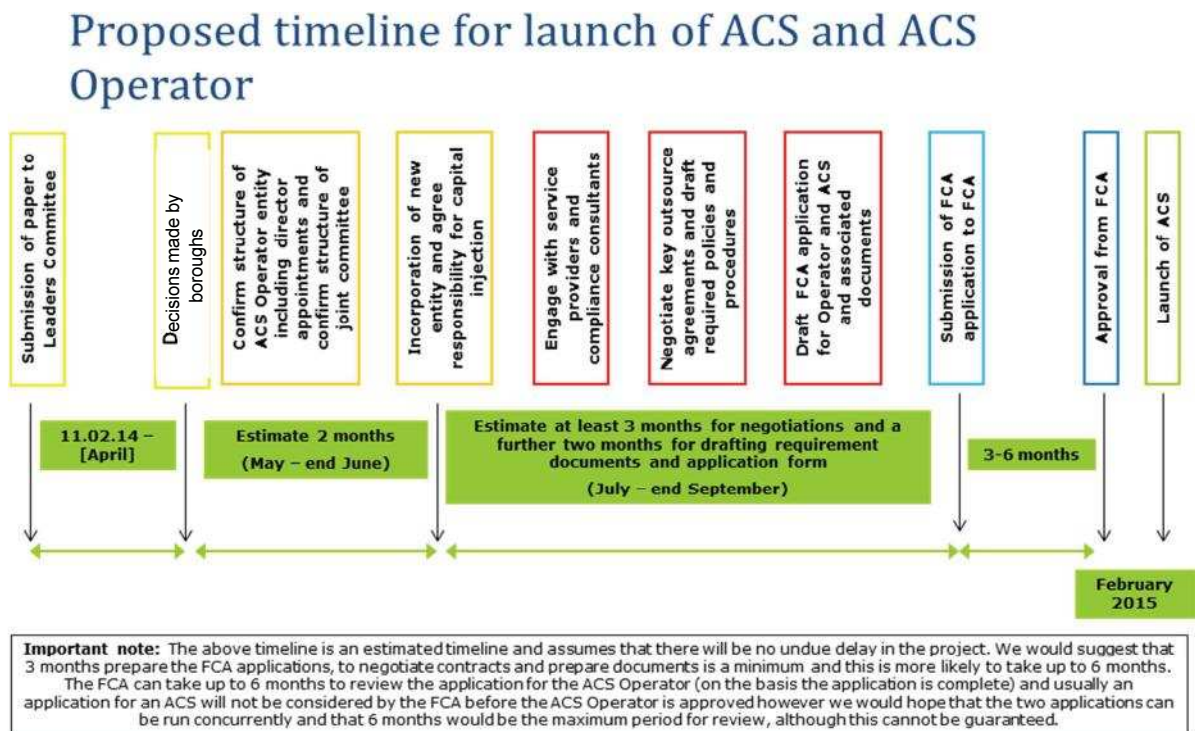 Proposed timeline for launch of ACS and ACS
Operator
Submission of paper to
Leaders Committee
Decisions made by
boroughs
Confirm structure of
ACS Operator entity
including director
appointments and
confirm structure of
joint committee
Incorporation of new
entity and agree
responsibility for capital
injection
Engage with service
providers and
compliance consultants
Negotiate key outsource
agreements and draft
required policies and
procedures
Draft FCA application
for Operator and ACS
and associated
documents
Submission of FCA
application to FCA
Approval from FCA
Launch of ACS
11.02.14 –
[April]
Estimate 2 months
(May – end June)
Estimate at least 3 months for negotiations and a
further two months for drafting requirement
documents and application form
(July – end September)
3-6 months
February
2015
Important note: The above timeline is an estimated timeline and assumes that there will be no undue delay in the project. We would suggest that
3 months prepare the FCA applications, to negotiate contracts and prepare documents is a minimum and this is more likely to take up to 6 months.
The FCA can take up to 6 months to review the application for the ACS Operator (on the basis the application is complete) and usually an
application for an ACS will not be considered by the FCA before the ACS Operator is approved however we would hope that the two applications can
be run concurrently and that 6 months would be the maximum period for review, although this cannot be guaranteed.